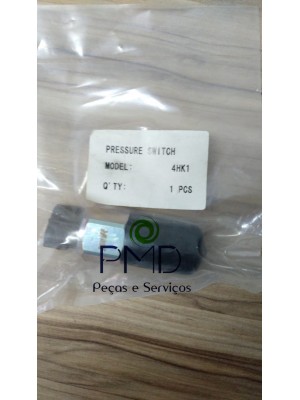 PRESSURE SWITCH
MODEL: 4HK1
Q'TY: 1 PCS
PMD
Peças e Serviços